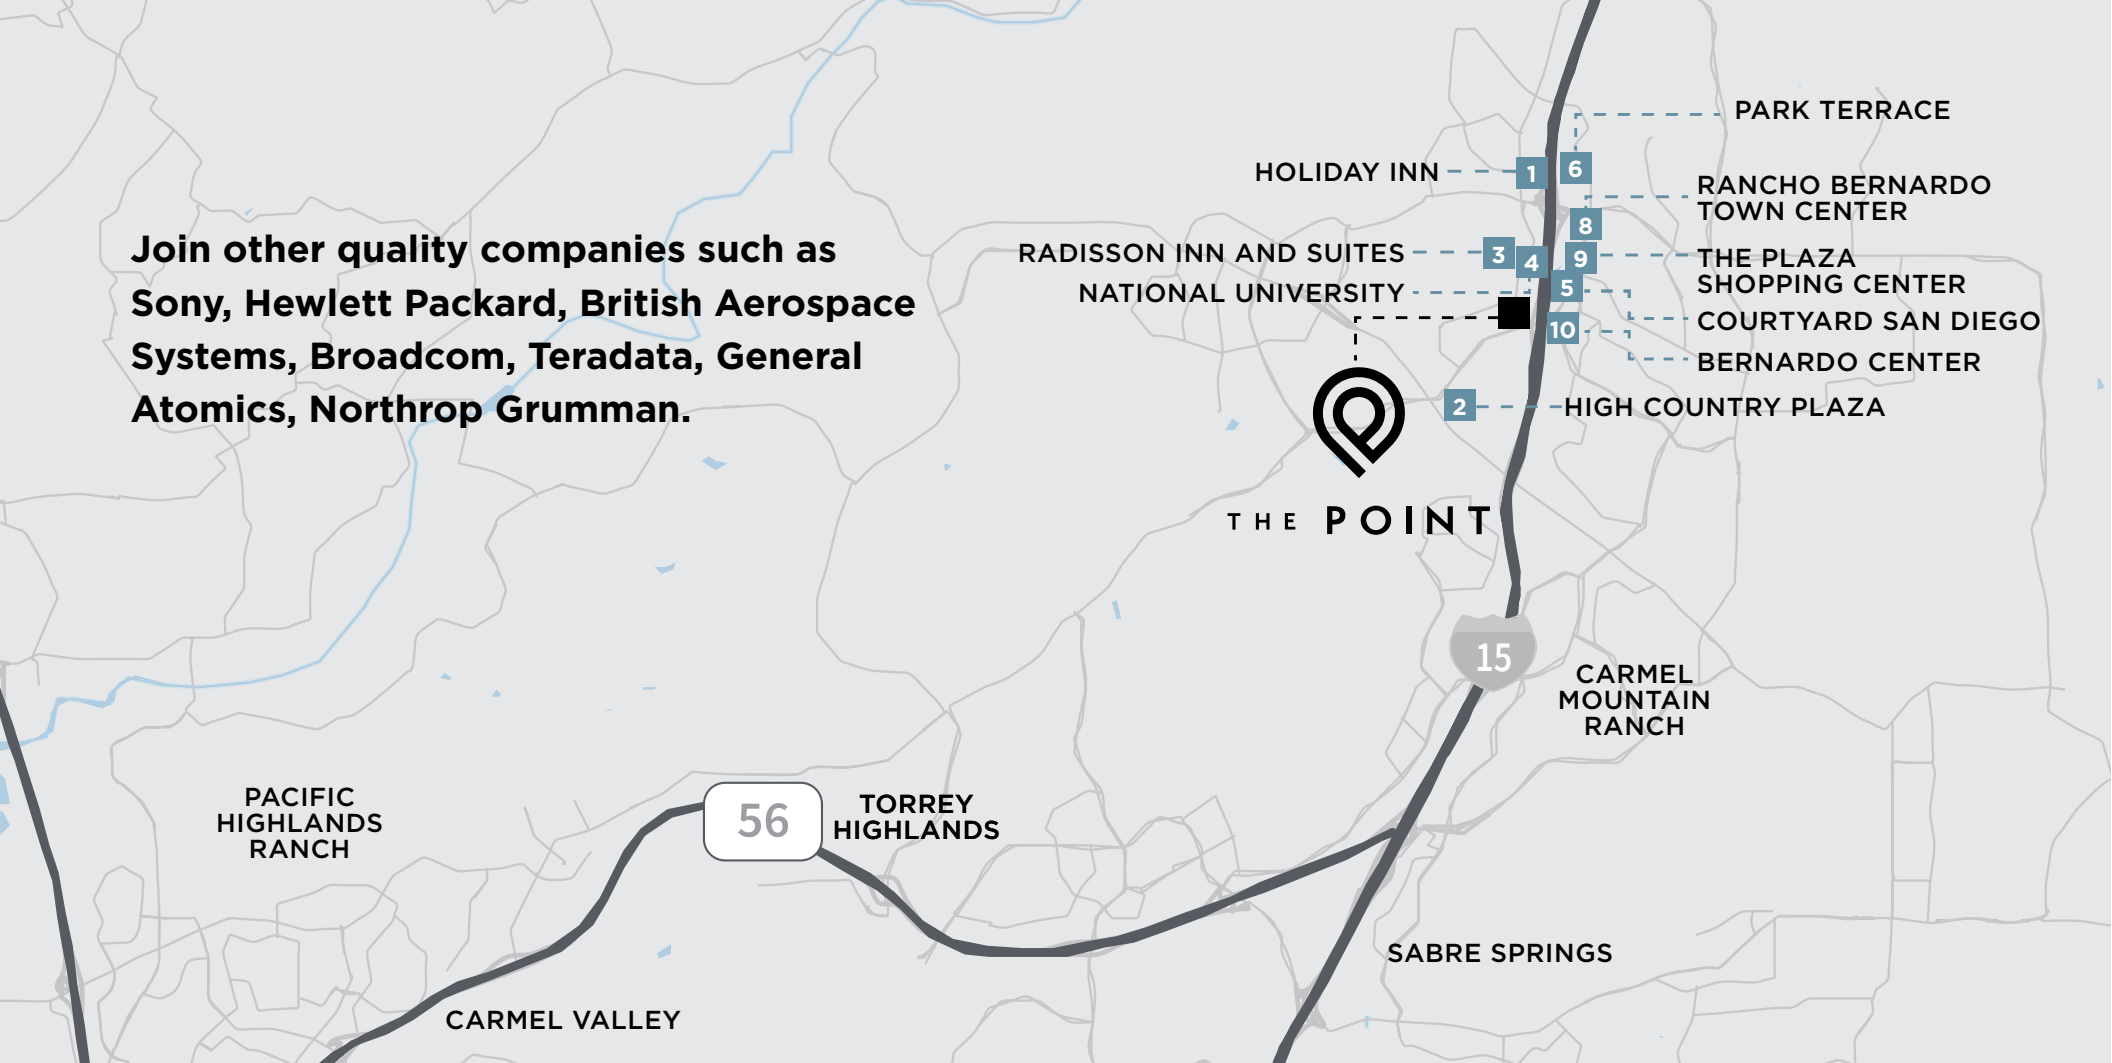 Join other quality companies such as
Sony, Hewlett Packard, British Aerospace
Systems, Broadcom, Teradata, General
Atomics, Northrop Grumman.
PARK TERRACE
HOLIDAY INN
1
6
RANCHO BERNARDO
TOWN CENTER
8
RADISSON INN AND SUITES
3
4
9
THE PLAZA
SHOPPING CENTER
NATIONAL UNIVERSITY
5
COURTYARD SAN DIEGO
10
BERNARDO CENTER
2
HIGH COUNTRY PLAZA
THE POINT
15
CARMEL
MOUNTAIN
RANCH
PACIFIC
HIGHLANDS
RANCH
56
TORREY
HIGHLANDS
SABRE SPRINGS
CARMEL VALLEY